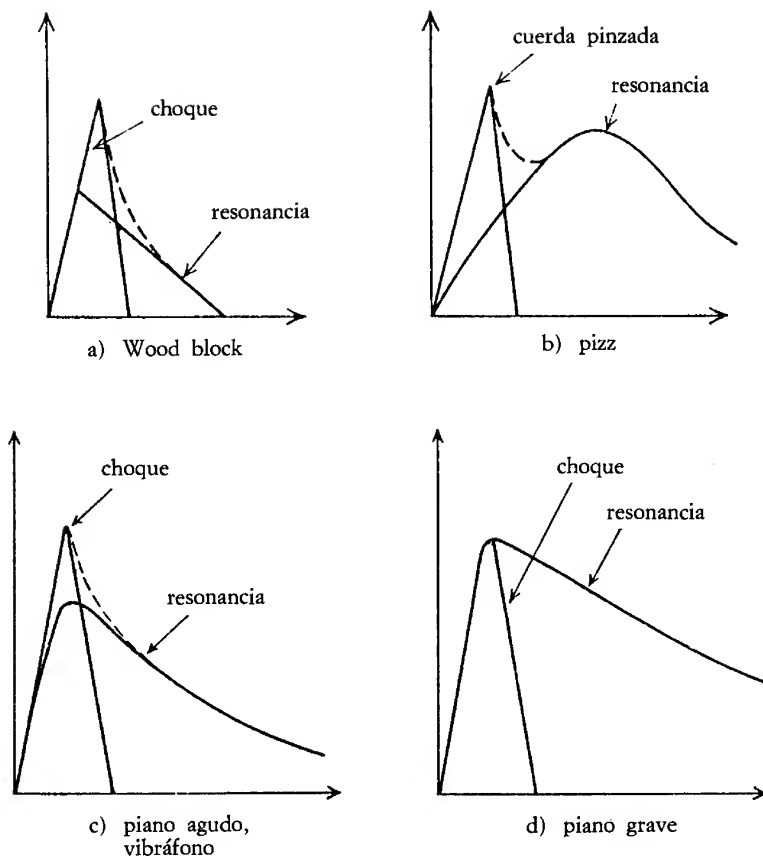 choque
resonancia
a) Wood block
cuerda pinzada
resonancia
b) pizz
choque
resonancia
c) piano agudo,
vibráfono
choque
resonancia
d) piano grave